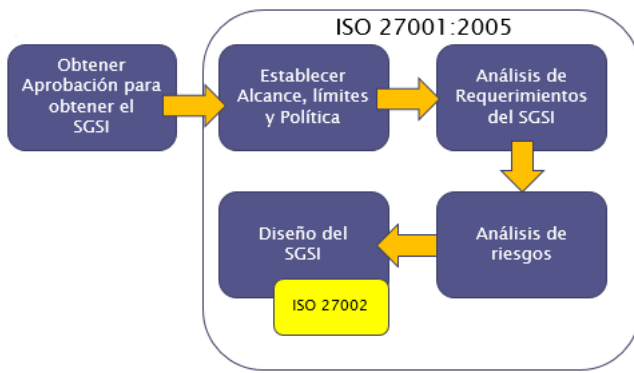 ISO 27001:2005
Obtener
Aprobación para
obtener el
SGSI
Establecer
Alcance, límites
y Política
Análisis de
Requerimientos
del SGSI
Análisis de
riesgos
Diseño del
SGSI
ISO 27002